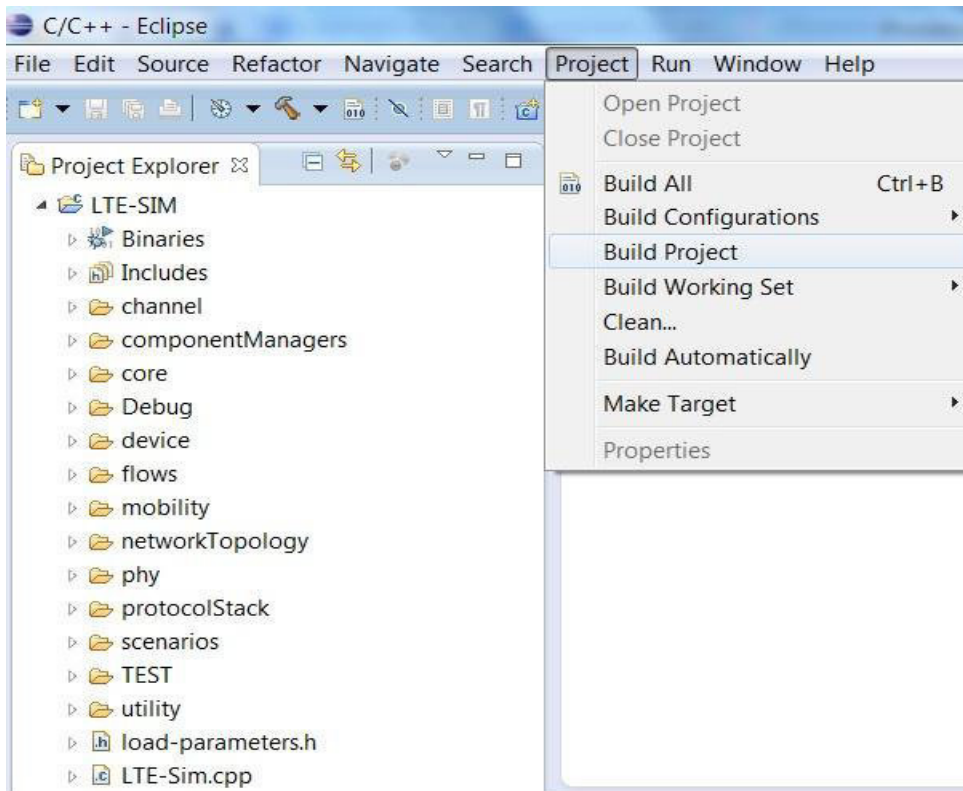 C/C++ - Eclipse
File Edit Source Refactor Navigate Search Project Run Window Help
Open Project
Close Project
Build All Ctrl+B
Build Configurations
Build Project
Build Working Set
Clean...
Build Automatically
Make Target
Properties
Project Explorer
LTE-SIM
Binaries
Includes
channel
componentManagers
core
Debug
device
flows
mobility
networkTopology
phy
protocolStack
scenarios
TEST
utility
load-parameters.h
LTE-Sim.cpp